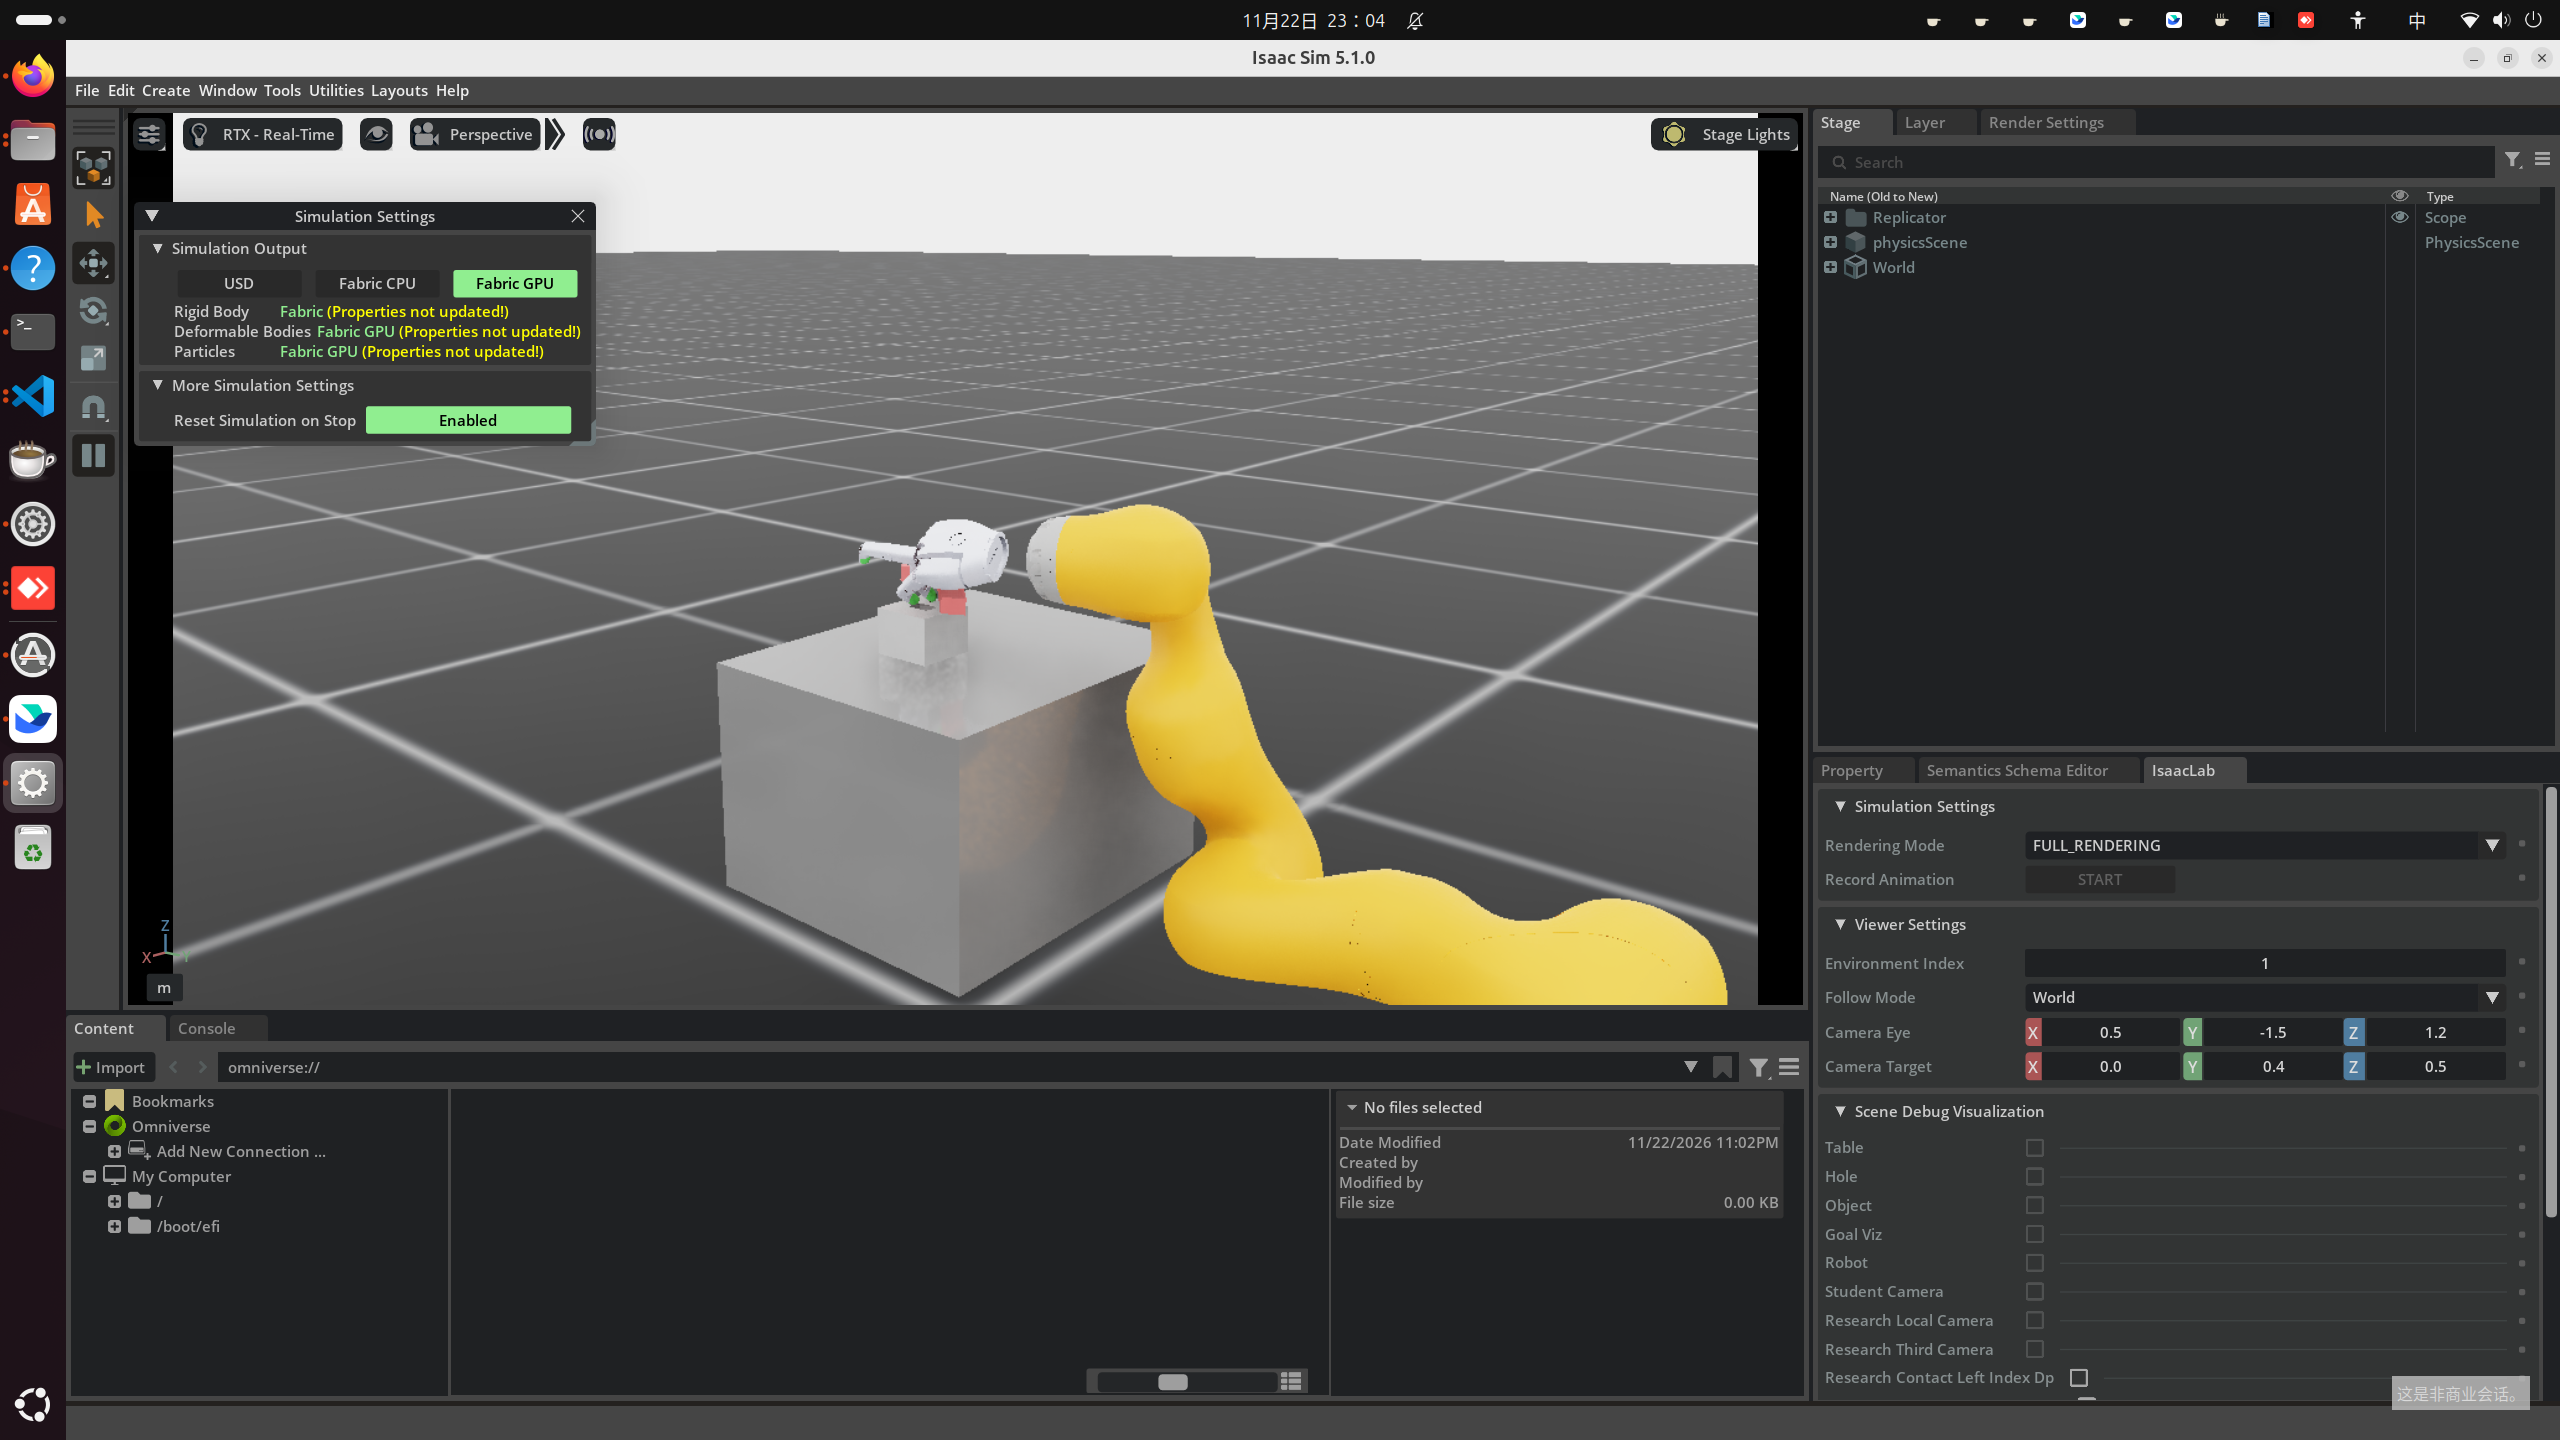 11月22日 23：04
中
Isaac Sim 5.1.0
File Edit Create Window Tools Utilities Layouts Help
RTX - Real-Time
Perspective
Stage Lights
Simulation Settings
Simulation Output
USD Fabric CPU Fabric GPU
Rigid Body Fabric (Properties not updated!)
Deformable Bodies Fabric GPU (Properties not updated!)
Particles Fabric GPU (Properties not updated!)
More Simulation Settings
Reset Simulation on Stop Enabled
Z
X
Y
m
Stage Layer Render Settings
Search
Name (Old to New) Type
Replicator Scope
physicsScene PhysicsScene
World
Property Semantics Schema Editor IsaacLab
Simulation Settings
Rendering Mode FULL_RENDERING
Record Animation START
Viewer Settings
Environment Index 1
Follow Mode World
Camera Eye X 0.5 Y -1.5 Z 1.2
Camera Target X 0.0 Y 0.4 Z 0.5
Scene Debug Visualization
Table
Hole
Object
Goal Viz
Robot
Student Camera
Research Local Camera
Research Third Camera
Research Contact Left Index Dp
这是非商业会话。
Content Console
Import omniverse://
Bookmarks
Omniverse
Add New Connection ...
My Computer
/
/boot/efi
No files selected
Date Modified 11/22/2026 11:02PM
Created by
Modified by
File size 0.00 KB